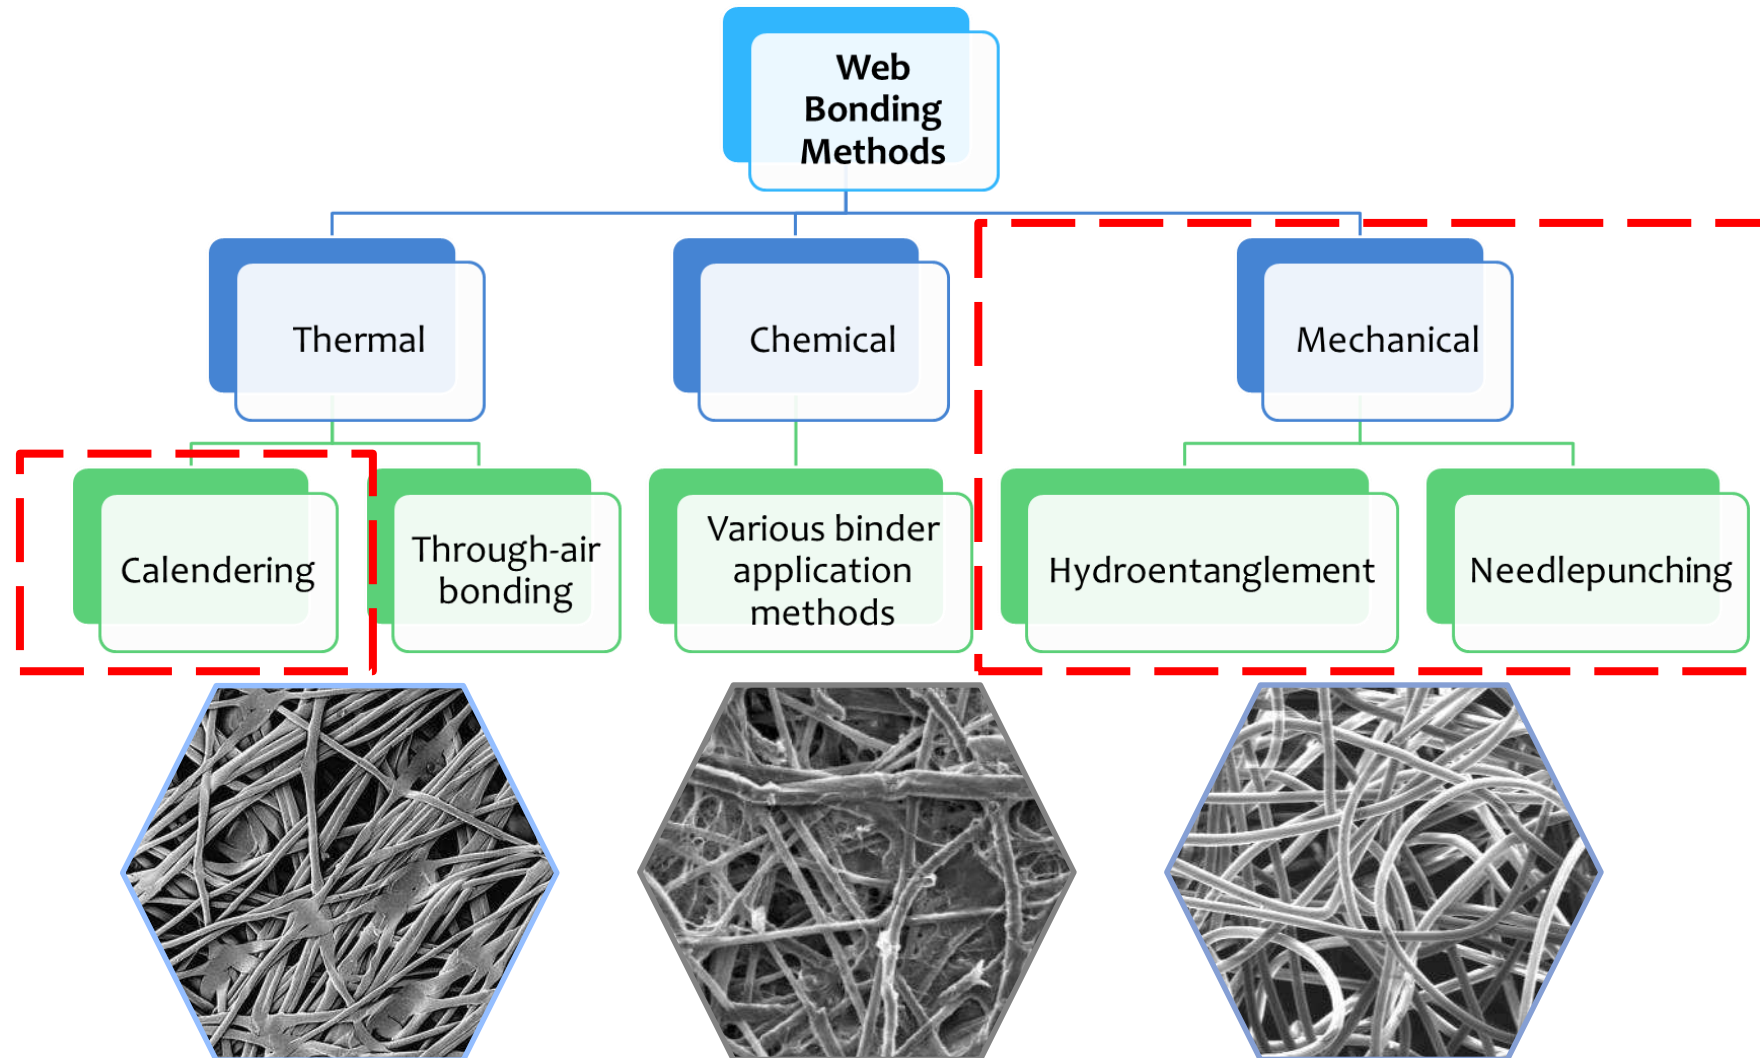 Web
Bonding
Methods
Thermal
Chemical
Mechanical
Calendering
Through-air
bonding
Various binder
application
methods
Hydroentanglement
Needlepunching